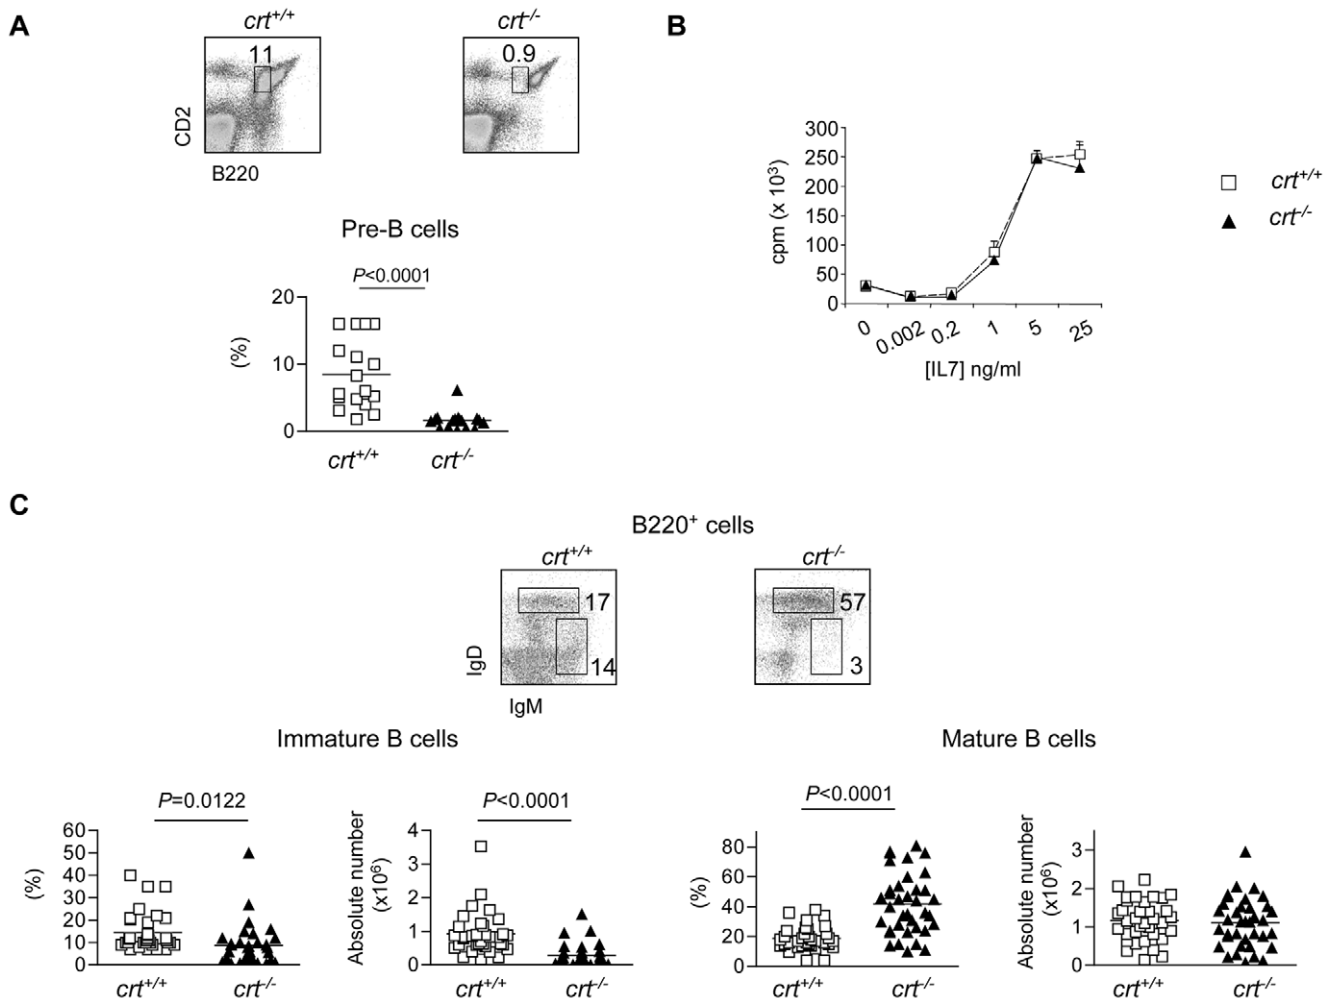 A
crt+/+
crt-/-
11
0.9
CD2
B220
Pre-B cells
P<0.0001
20
10
0
(%)
crt+/+
crt-/-
B
300
250
200
150
100
50
0
cpm (x 10³)
0
0.002
0.2
1
5
25
[IL7] ng/ml
crt+/+
crt-/-
C
B220+ cells
crt+/+
crt-/-
17
14
57
3
IgD
IgM
Immature B cells
P=0.0122
60
50
40
30
20
10
0
(%)
crt+/+
crt-/-
P<0.0001
4
3
2
1
0
Absolute number
(x10⁶)
crt+/+
crt-/-
Mature B cells
P<0.0001
80
60
40
20
0
(%)
crt+/+
crt-/-
3
2
1
0
Absolute number
(x10⁶)
crt+/+
crt-/-